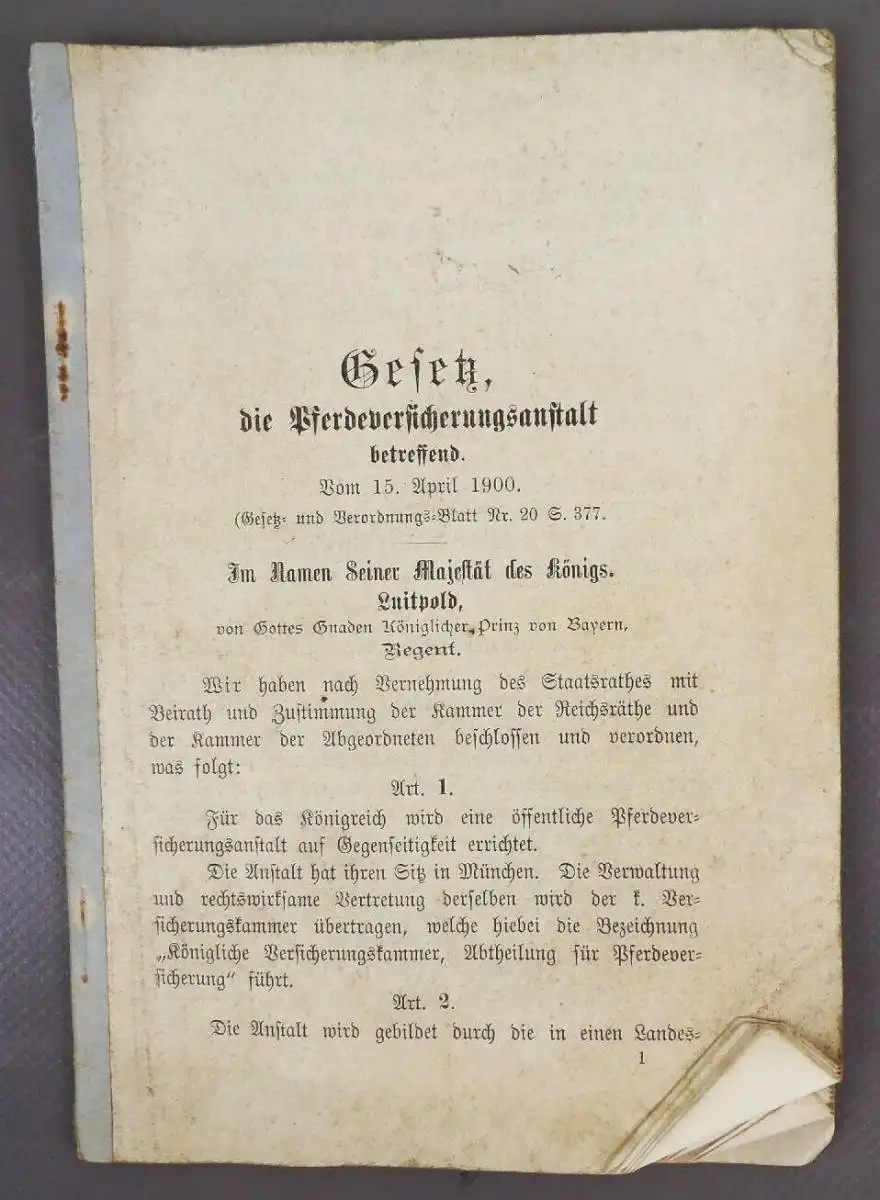 Gesetz,
die Pferdeversicherungsanstalt
betreffend.
Vom 15. April 1900.
(Gesetz- und Verordnungs-Blatt Nr. 20 S. 377.
Im Namen Seiner Majestät des Königs.
Luitpold,
von Gottes Gnaden Königlicher Prinz von Bayern,
Regent.
Wir haben nach Vernehmung des Staatsrathes mit
Beirath und Zustimmung der Kammer der Reichsräthe und
der Kammer der Abgeordneten beschlossen und verordnen,
was folgt:
Art. 1.
Für das Königreich wird eine öffentliche Pferdever-
sicherungsanstalt auf Gegenseitigkeit errichtet.
Die Anstalt hat ihren Sitz in München. Die Verwaltung
und rechtswirksame Vertretung derselben wird der k. Ver-
sicherungskammer übertragen, welche hiebei die Bezeichnung
„Königliche Versicherungskammer, Abtheilung für Pferdever-
sicherung" führt.
Art. 2.
Die Anstalt wird gebildet durch die in einen Landes-
1